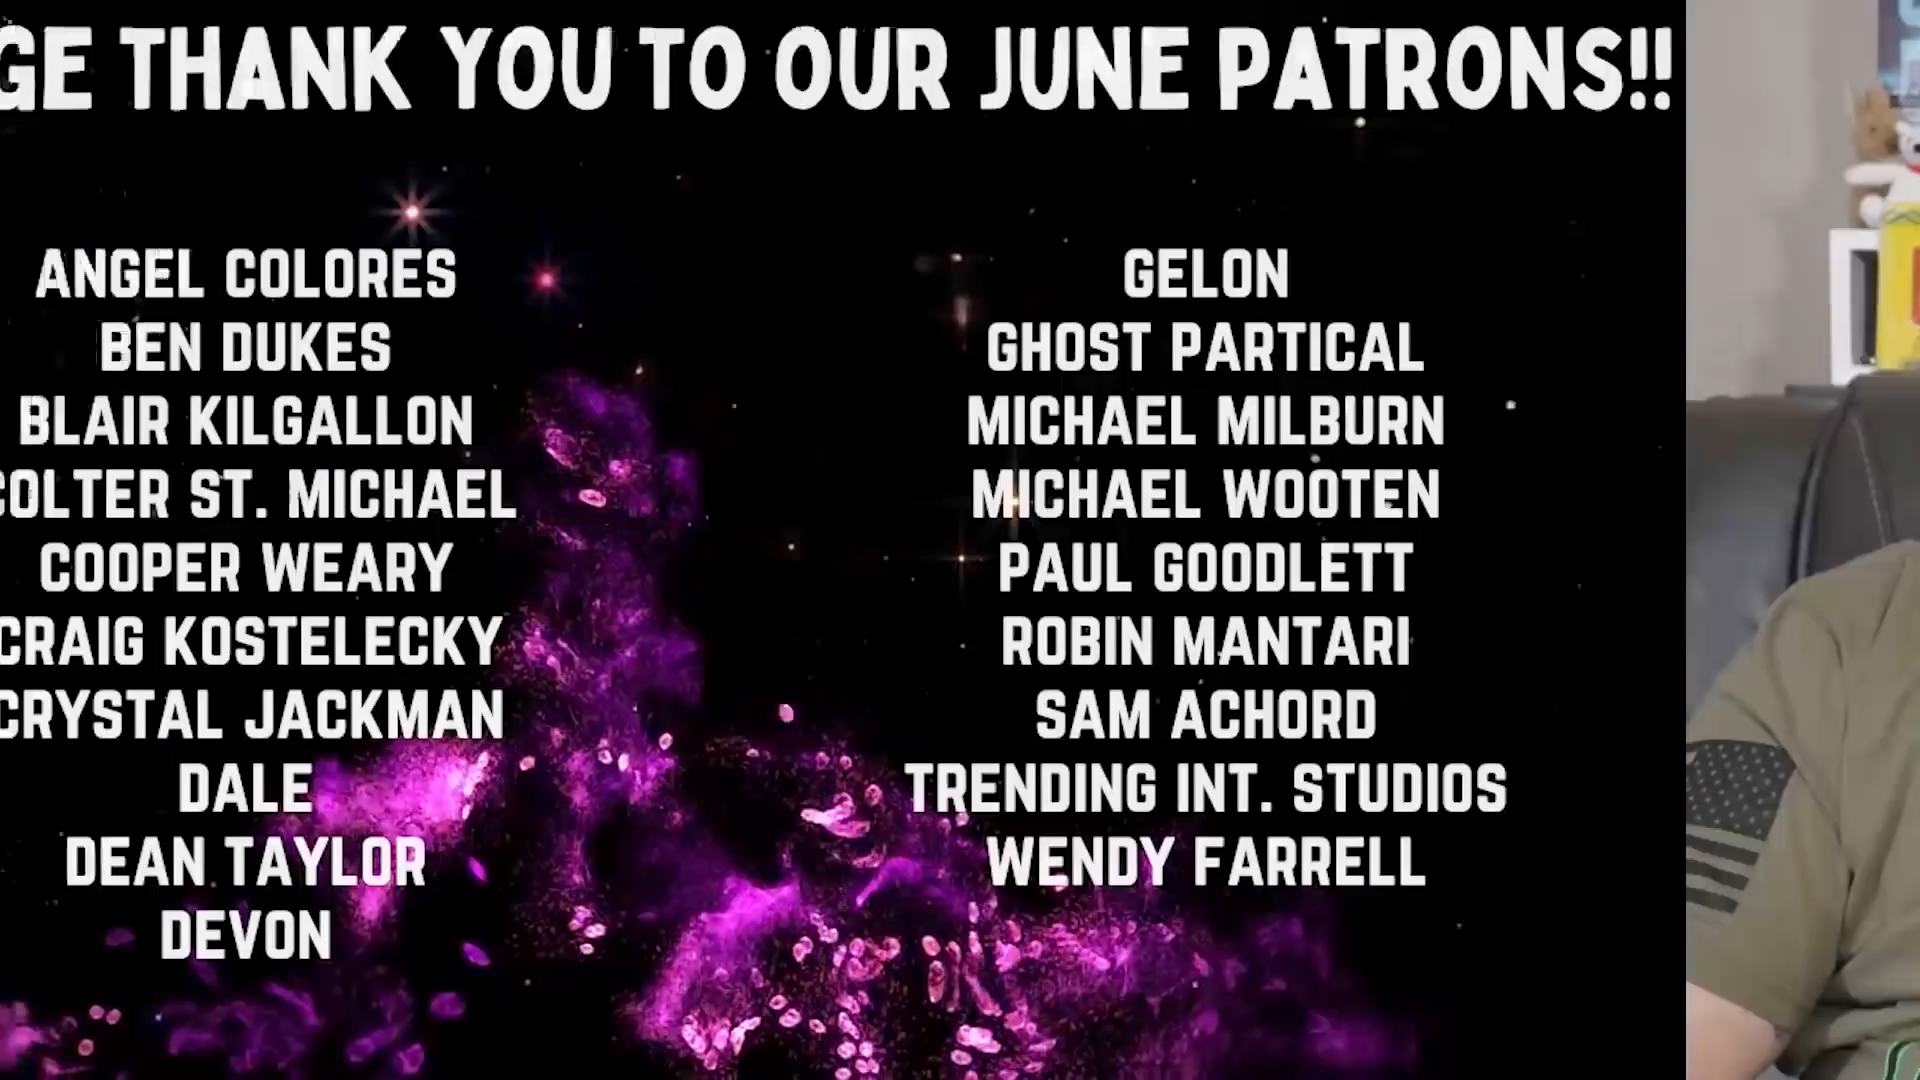 GE THANK YOU TO OUR JUNE PATRONS!!
ANGEL COLORES
BEN DUKES
BLAIR KILGALLON
COLTER ST. MICHAEL
COOPER WEARY
CRAIG KOSTELECKY
CRYSTAL JACKMAN
DALE
DEAN TAYLOR
DEVON
GELON
GHOST PARTICAL
MICHAEL MILBURN
MICHAEL WOOTEN
PAUL GOODLETT
ROBIN MANTARI
SAM ACHORD
TRENDING INT. STUDIOS
WENDY FARRELL